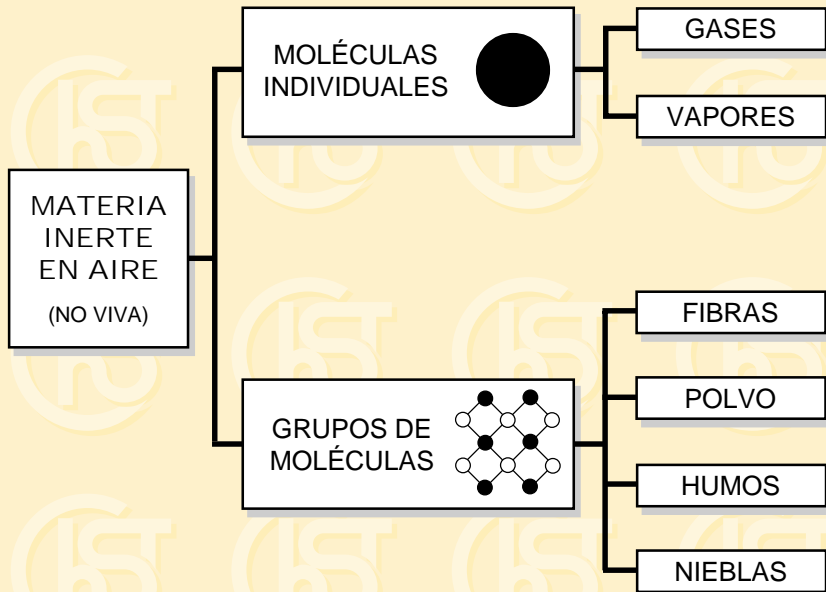 MATERIA
INERTE
EN AIRE
(NO VIVA)
MOLÉCULAS
INDIVIDUALES
GASES
VAPORES
GRUPOS DE
MOLÉCULAS
FIBRAS
POLVO
HUMOS
NIEBLAS